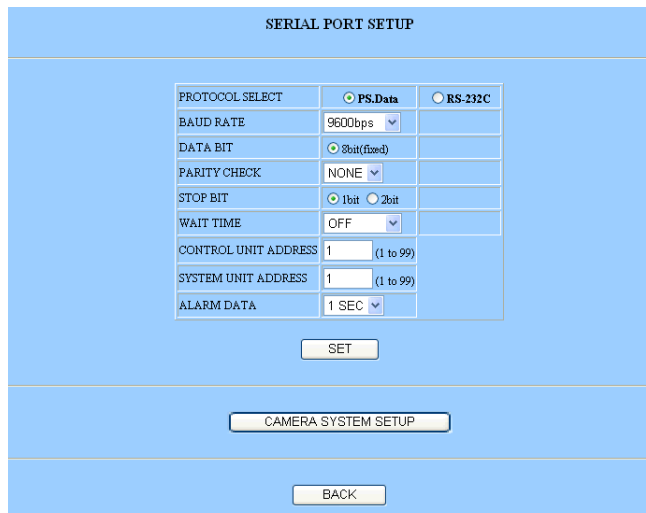 SERIAL PORT SETUP
PROTOCOL SELECT PS.Data RS-232C
BAUD RATE 9600bps
DATA BIT 8bit(fixed)
PARITY CHECK NONE
STOP BIT 1bit 2bit
WAIT TIME OFF
CONTROL UNIT ADDRESS 1 (1 to 99)
SYSTEM UNIT ADDRESS 1 (1 to 99)
ALARM DATA 1 SEC
SET
CAMERA SYSTEM SETUP
BACK